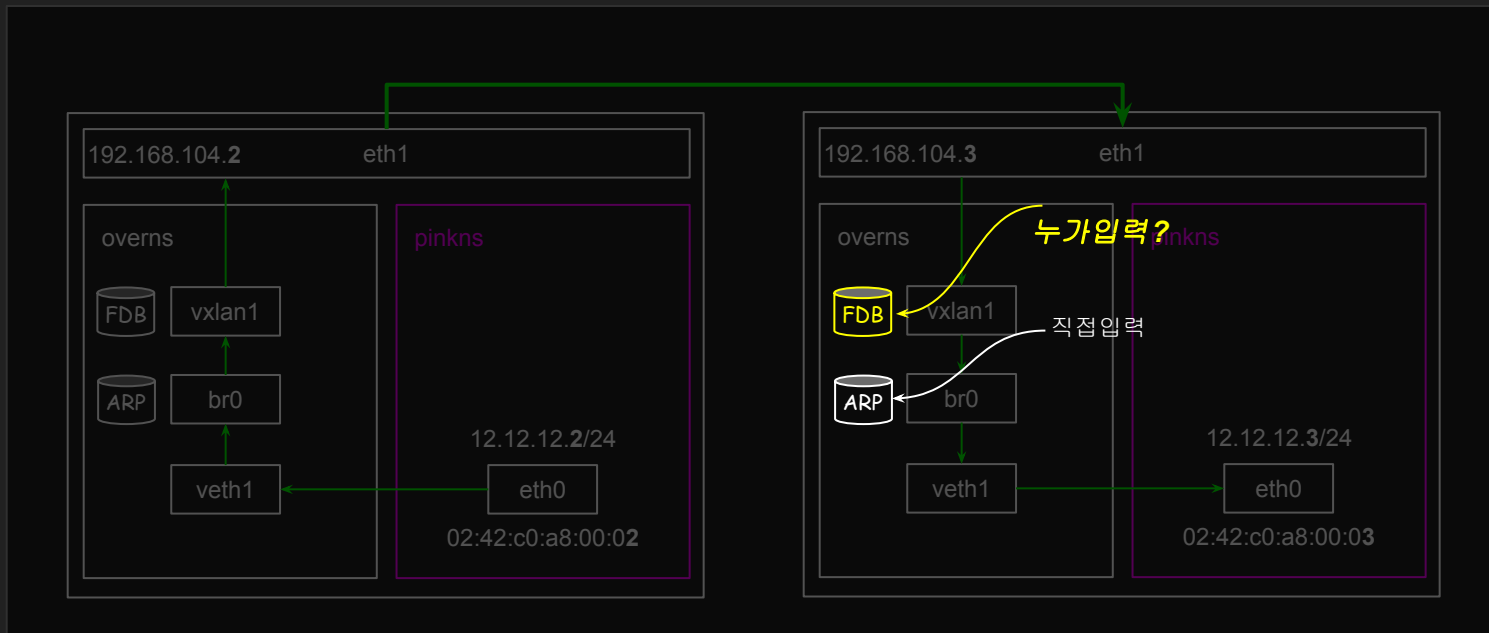 192.168.104.2
eth1
overns
pinkns
FDB
vxlan1
ARP
br0
12.12.12.2/24
veth1
eth0
02:42:c0:a8:00:02
192.168.104.3
eth1
overns
누가입력?
pinkns
FDB
vxlan1
직접입력
ARP
br0
12.12.12.3/24
veth1
eth0
02:42:c0:a8:00:03